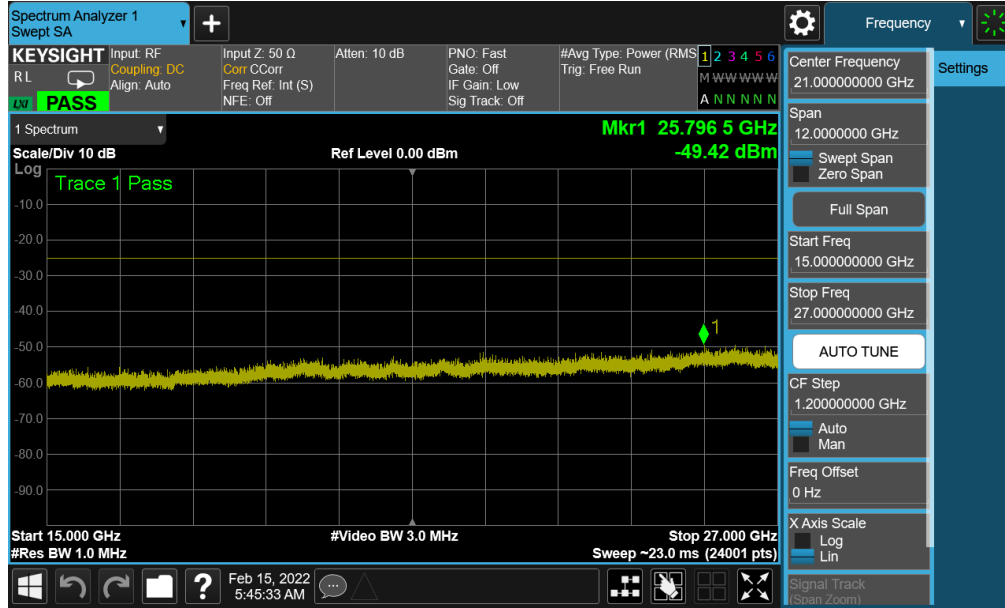 Spectrum Analyzer 1
Swept SA
+
Frequency
KEYSIGHT
RL
LXI
PASS
Input: RF
Coupling: DC
Align: Auto
Input Z: 50 Ω
Corr CCorr
Freq Ref: Int (S)
NFE: Off
Atten: 10 dB
PNO: Fast
Gate: Off
IF Gain: Low
Sig Track: Off
#Avg Type: Power (RMS
Trig: Free Run
1 2 3 4 5 6
M W W W W W
A N N N N N
1 Spectrum
Scale/Div 10 dB
Ref Level 0.00 dBm
Mkr1 25.796 5 GHz
-49.42 dBm
Log
Trace 1 Pass
1
-10.0
-20.0
-30.0
-40.0
-50.0
-60.0
-70.0
-80.0
-90.0
Start 15.000 GHz
#Res BW 1.0 MHz
#Video BW 3.0 MHz
Stop 27.000 GHz
Sweep ~23.0 ms (24001 pts)
Center Frequency
21.000000000 GHz
Span
12.0000000 GHz
Swept Span
Zero Span
Full Span
Start Freq
15.000000000 GHz
Stop Freq
27.000000000 GHz
AUTO TUNE
CF Step
1.200000000 GHz
Auto
Man
Freq Offset
0 Hz
X Axis Scale
Log
Lin
Signal Track
(Span Zoom)
Settings
?
Feb 15, 2022
5:45:33 AM